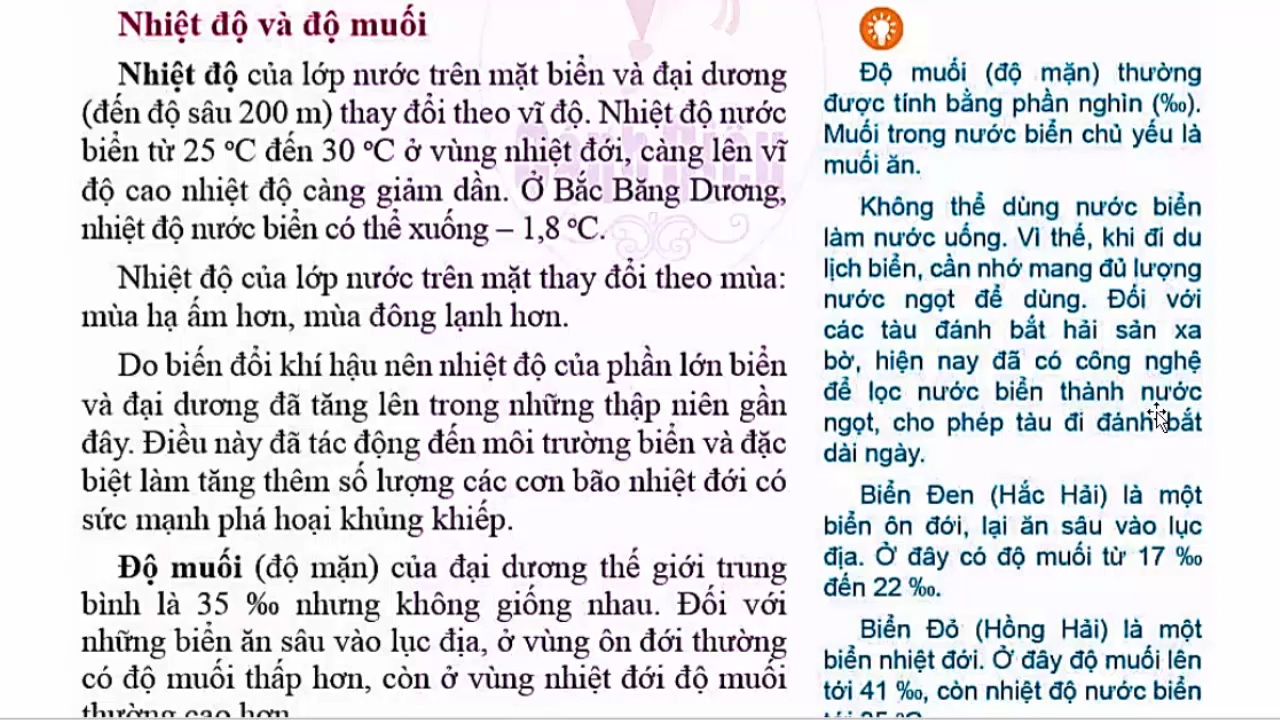 Nhiệt độ và độ muối
Nhiệt độ của lớp nước trên mặt biển và đại dương
(đến độ sâu 200 m) thay đổi theo vĩ độ. Nhiệt độ nước
biển từ 25 °C đến 30 °C ở vùng nhiệt đới, càng lên vĩ
độ cao nhiệt độ càng giảm dần. Ở Bắc Băng Dương,
nhiệt độ nước biển có thể xuống – 1,8 °C.
Nhiệt độ của lớp nước trên mặt thay đổi theo mùa:
mùa hạ ấm hơn, mùa đông lạnh hơn.
Do biến đổi khí hậu nên nhiệt độ của phần lớn biển
và đại dương đã tăng lên trong những thập niên gần
đây. Điều này đã tác động đến môi trường biển và đặc
biệt làm tăng thêm số lượng các cơn bão nhiệt đới có
sức mạnh phá hoại khủng khiếp.
Độ muối (độ mặn) của đại dương thế giới trung
bình là 35 ‰ nhưng không giống nhau. Đối với
những biển ăn sâu vào lục địa, ở vùng ôn đới thường
có độ muối thấp hơn, còn ở vùng nhiệt đới độ muối
thường cao hơn
Độ muối (độ mặn) thường
được tính bằng phần nghìn (‰).
Muối trong nước biển chủ yếu là
muối ăn.
Không thể dùng nước biển
làm nước uống. Vì thế, khi đi du
lịch biển, cần nhớ mang đủ lượng
nước ngọt để dùng. Đối với
các tàu đánh bắt hải sản xa
bờ, hiện nay đã có công nghệ
để lọc nước biển thành nước
ngọt, cho phép tàu đi đánh bắt
dài ngày.
Biển Đen (Hắc Hải) là một
biển ôn đới, lại ăn sâu vào lục
địa. Ở đây có độ muối từ 17 ‰
đến 22 ‰.
Biển Đỏ (Hồng Hải) là một
biển nhiệt đới. Ở đây độ muối lên
tới 41 ‰, còn nhiệt độ nước biển